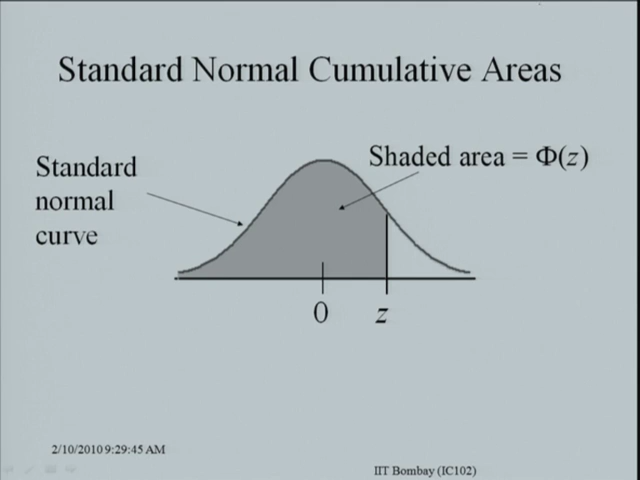 Standard Normal Cumulative Areas
Standard
normal
curve
Shaded area = Φ(z)
0
z
2/10/2010 9:29:45 AM
IIT Bombay (IC102)